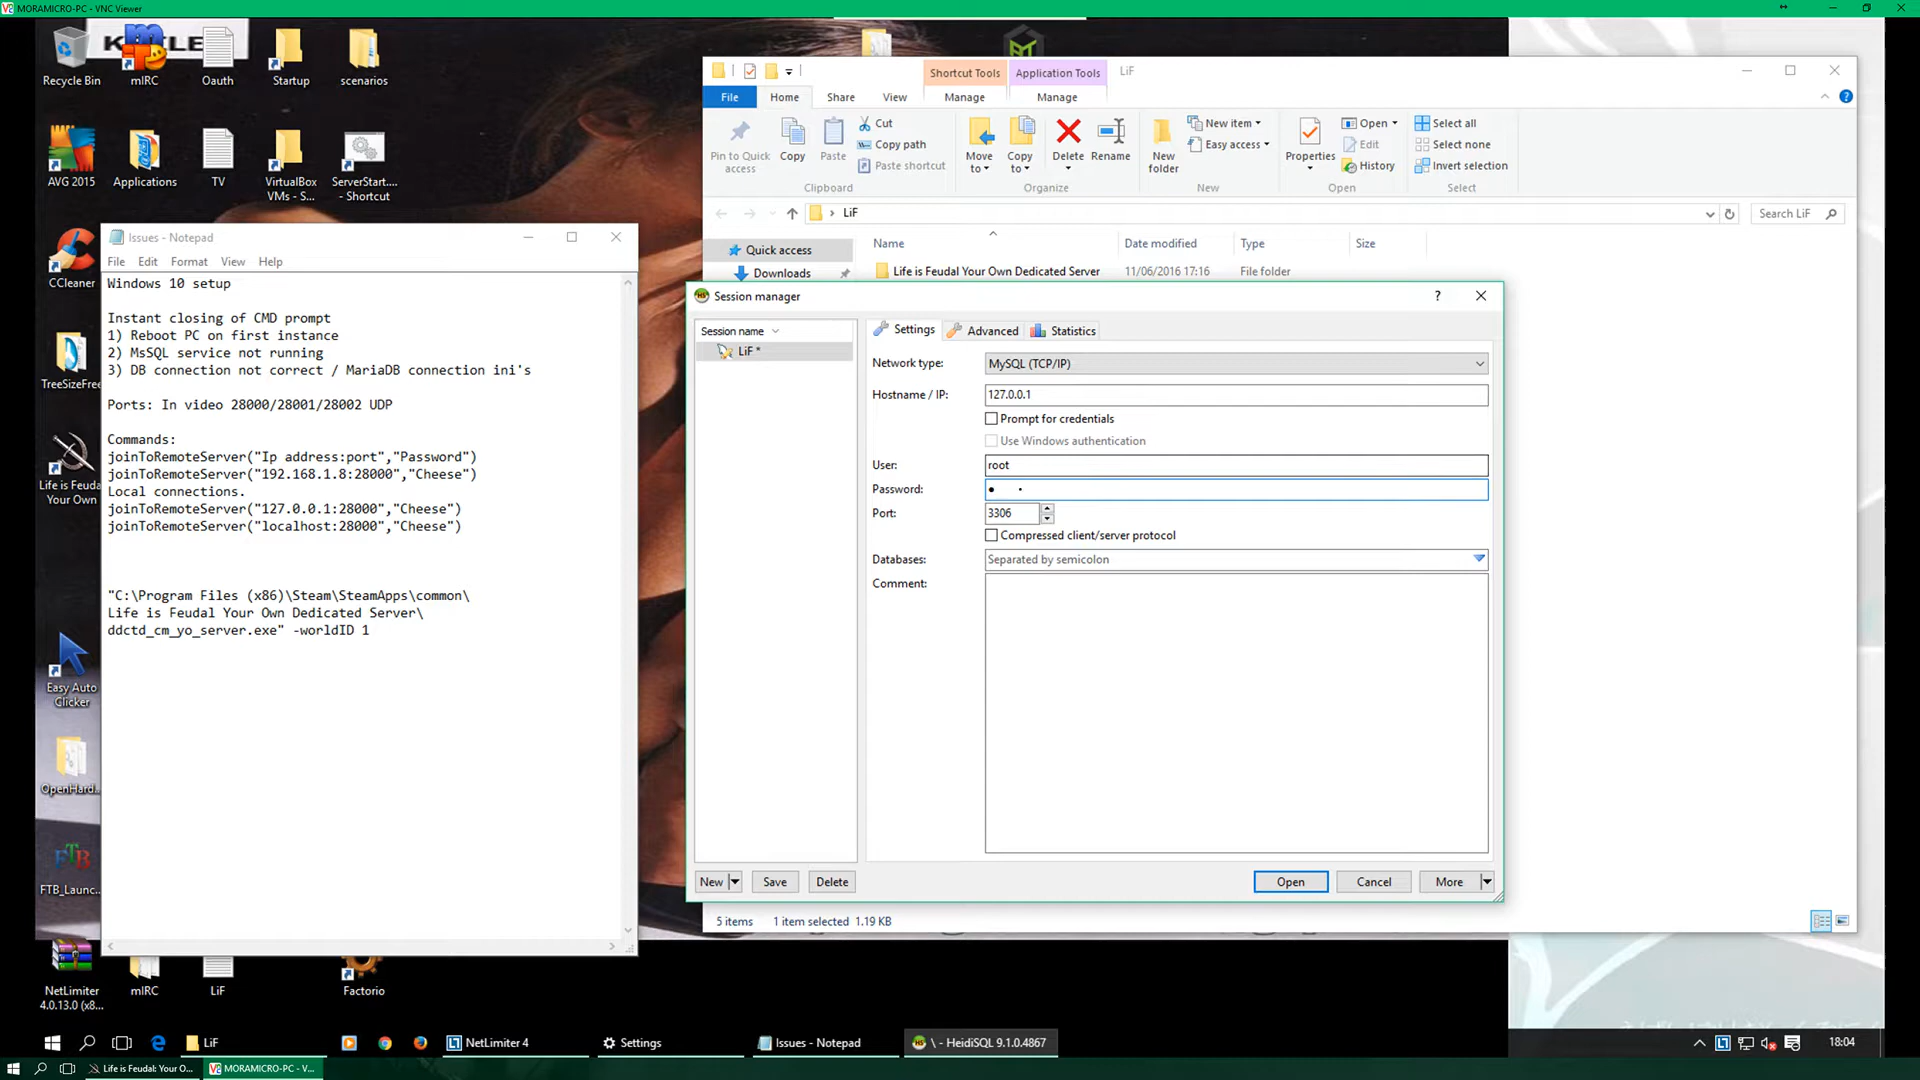 MORAMICRO-PC - VNC Viewer
Recycle Bin
mIRC
Oauth
Startup
scenarios
AVG 2015
Applications
TV
VirtualBox
VMs - S...
ServerStart....
- Shortcut
CCleaner
TreeSizeFree
Life is Feuda
Your Own
Easy Auto
Clicker
OpenHard..
FTB_Launc..
NetLimiter
4.0.13.0 (x8...
mIRC
LiF
Factorio
Issues - Notepad
File Edit Format View Help
Windows 10 setup
Instant closing of CMD prompt
1) Reboot PC on first instance
2) MsSQL service not running
3) DB connection not correct / MariaDB connection ini's
Ports: In video 28000/28001/28002 UDP
Commands:
joinToRemoteServer("Ip address:port","Password")
joinToRemoteServer("192.168.1.8:28000","Cheese")
Local connections.
joinToRemoteServer("127.0.0.1:28000","Cheese")
joinToRemoteServer("localhost:28000","Cheese")
"C:\Program Files (x86)\Steam\SteamApps\common\
Life is Feudal Your Own Dedicated Server\
ddctd_cm_yo_server.exe" -worldID 1
Shortcut Tools Application Tools LiF
File Home Share View Manage Manage
Pin to Quick
access
Copy
Paste
Cut
Copy path
Paste shortcut
Clipboard
Move
to
Copy
to
Delete
Rename
Organize
New
folder
New item
Easy access
New
Properties
Open
Edit
History
Open
Select all
Select none
Invert selection
Select
LiF
Search LiF
Quick access
Downloads
Name Date modified Type Size
Life is Feudal Your Own Dedicated Server 11/06/2016 17:16 File folder
Session manager
Session name
LiF *
Settings Advanced Statistics
Network type: MySQL (TCP/IP)
Hostname / IP: 127.0.0.1
Prompt for credentials
Use Windows authentication
User: root
Password:
Port: 3306
Compressed client/server protocol
Databases: Separated by semicolon
Comment:
New Save Delete Open Cancel More
5 items 1 item selected 1.19 KB
LiF
NetLimiter 4
Settings
Issues - Notepad
\ - HeidiSQL 9.1.0.4867
18:04
Life is Feudal: Your O...
MORAMICRO-PC - V...